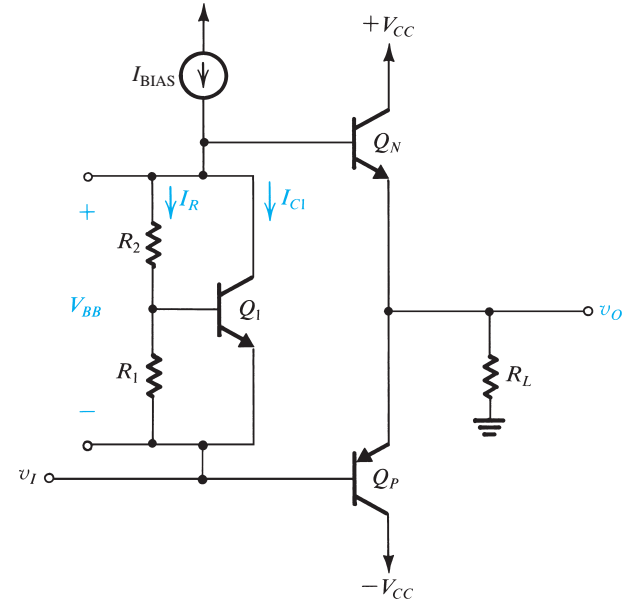 +V_CC
I_BIAS
Q_N
I_R
I_C1
+
R_2
V_BB
Q_1
v_O
R_1
R_L
−
v_I
Q_P
−V_CC